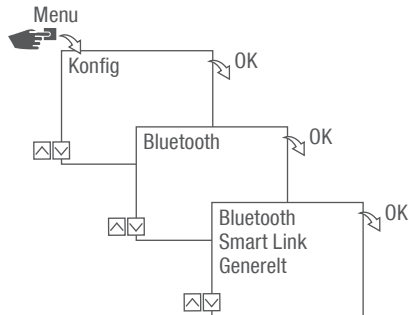 Menu
Konfig
OK
Bluetooth
OK
Bluetooth
Smart Link
Generelt
OK